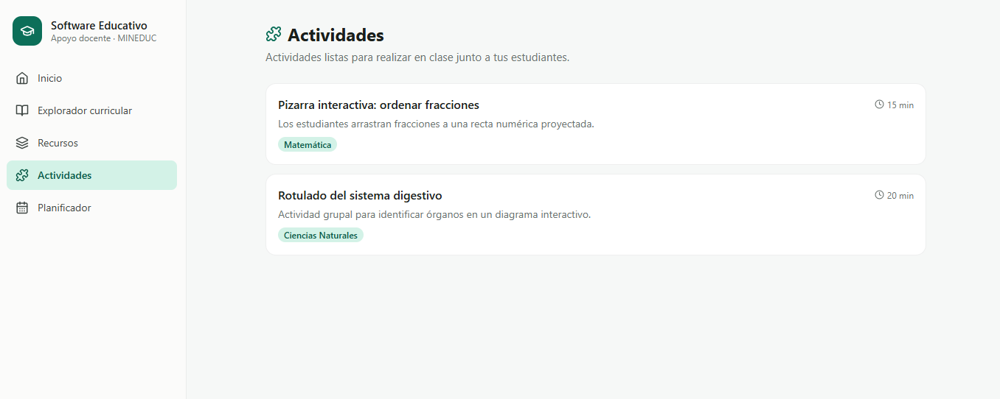 Software Educativo
Apoyo docente · MINEDUC
Inicio
Explorador curricular
Recursos
Actividades
Planificador
Actividades
Actividades listas para realizar en clase junto a tus estudiantes.
Pizarra interactiva: ordenar fracciones
15 min
Los estudiantes arrastran fracciones a una recta numérica proyectada.
Matemática
Rotulado del sistema digestivo
20 min
Actividad grupal para identificar órganos en un diagrama interactivo.
Ciencias Naturales